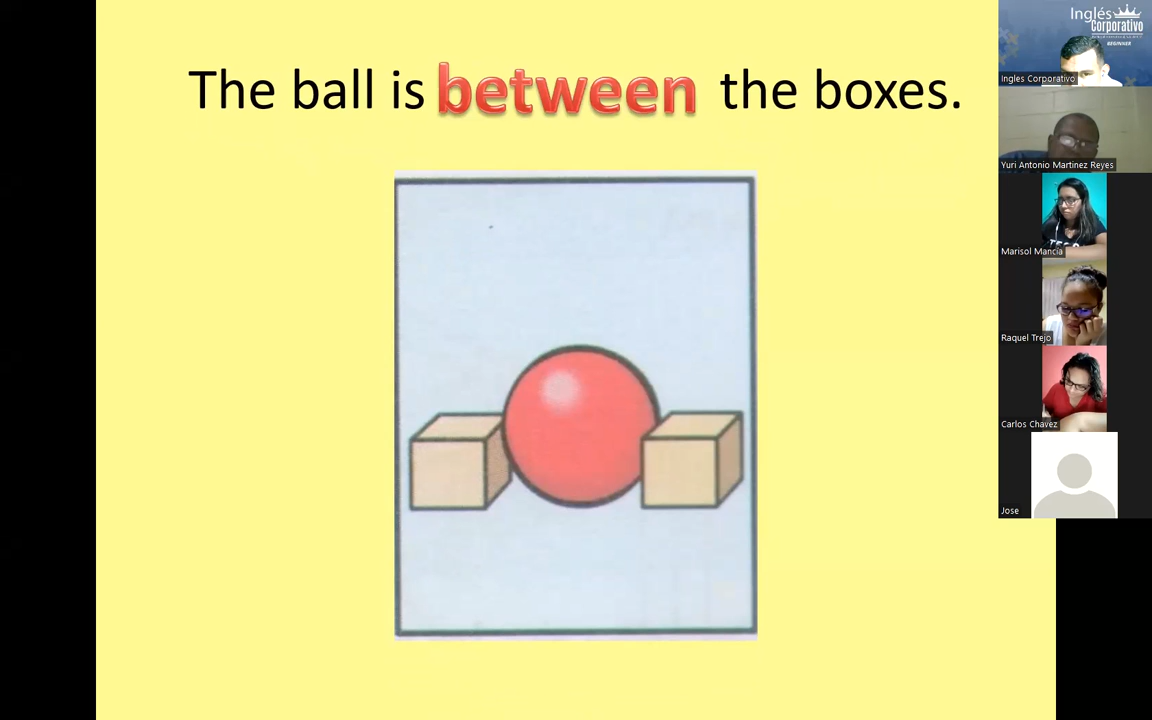 The ball is between the boxes.
Inglés
Corporativo
BEGINNER
Ingles Corporativo
Yuri Antonio Martinez Reyes
Marisol Mancia
Raquel Trejo
Carlos Chavez
Jose